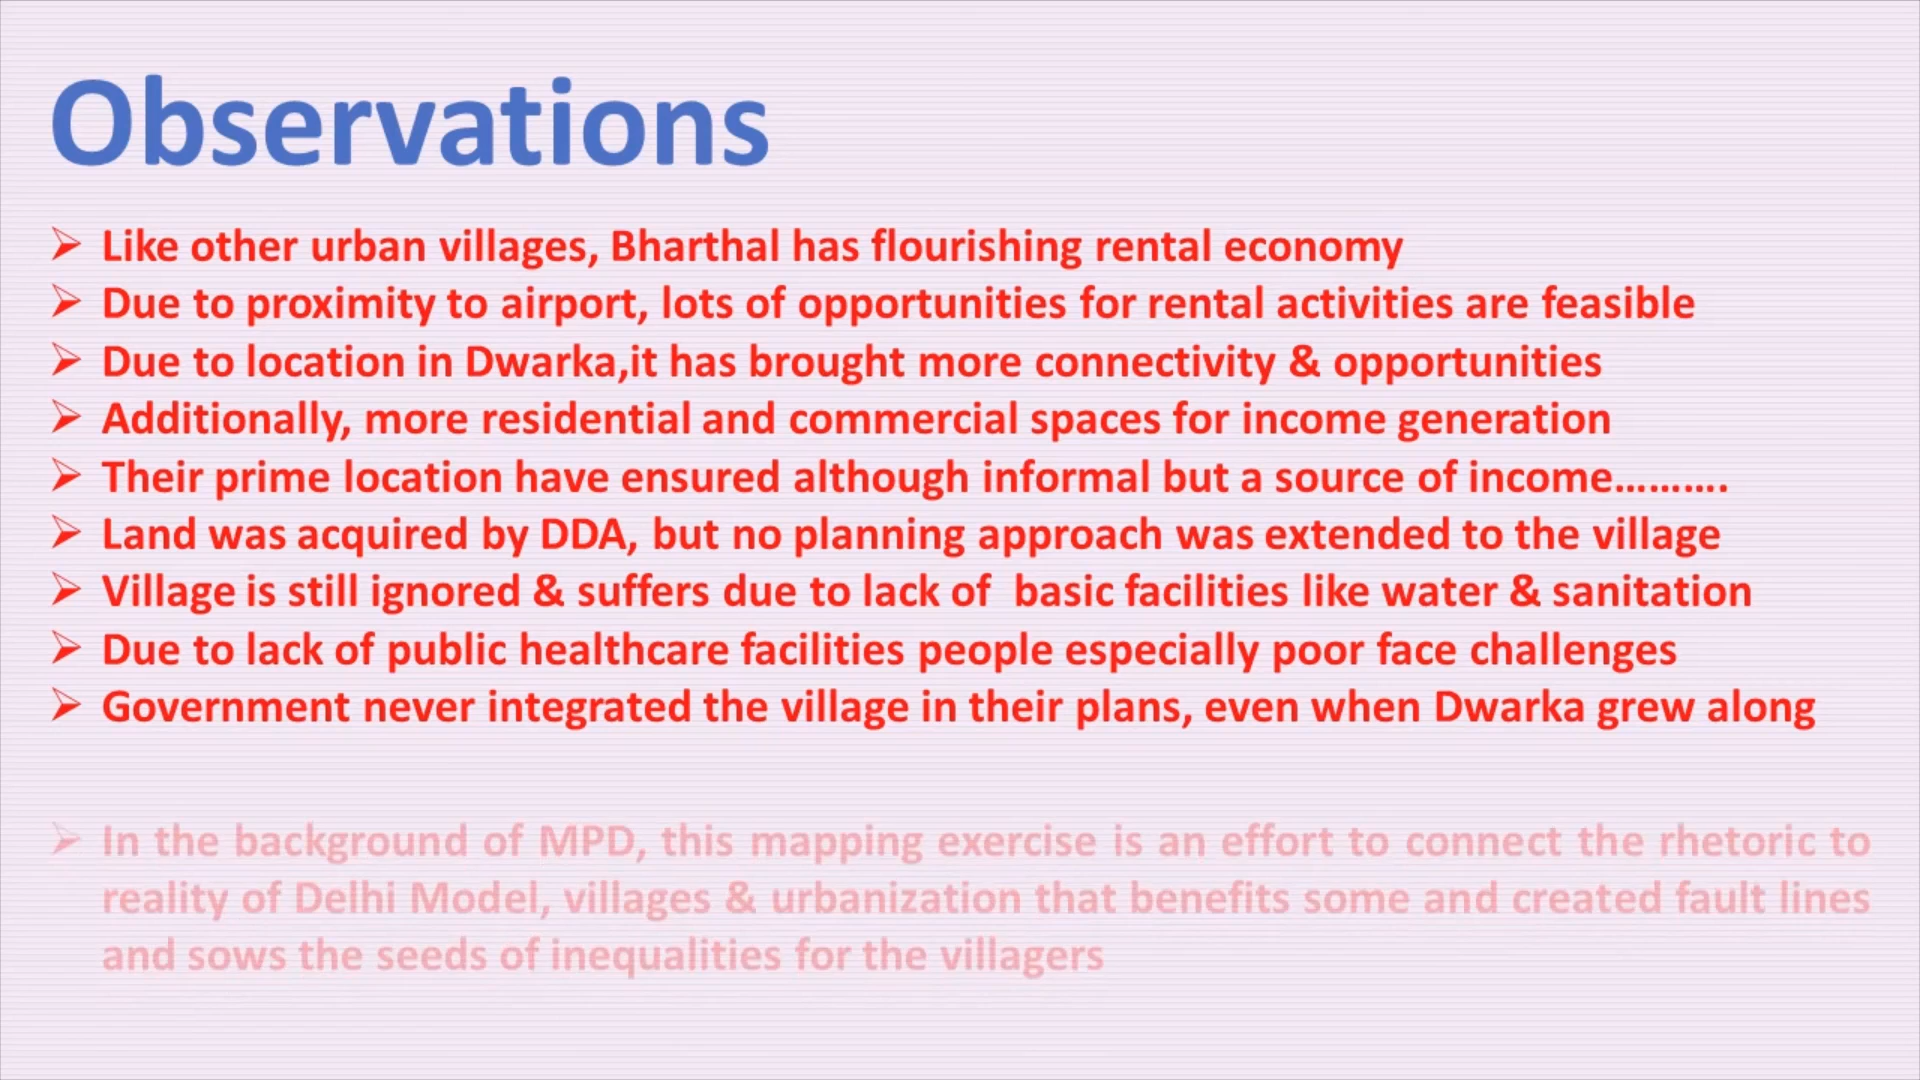 Observations
➢ Like other urban villages, Bharthal has flourishing rental economy
➢ Due to proximity to airport, lots of opportunities for rental activities are feasible
➢ Due to location in Dwarka,it has brought more connectivity & opportunities
➢ Additionally, more residential and commercial spaces for income generation
➢ Their prime location have ensured although informal but a source of income……….
➢ Land was acquired by DDA, but no planning approach was extended to the village
➢ Village is still ignored & suffers due to lack of  basic facilities like water & sanitation
➢ Due to lack of public healthcare facilities people especially poor face challenges
➢ Government never integrated the village in their plans, even when Dwarka grew along
➢ In the background of MPD, this mapping exercise is an effort to connect the rhetoric to
reality of Delhi Model, villages & urbanization that benefits some and created fault lines
and sows the seeds of inequalities for the villagers